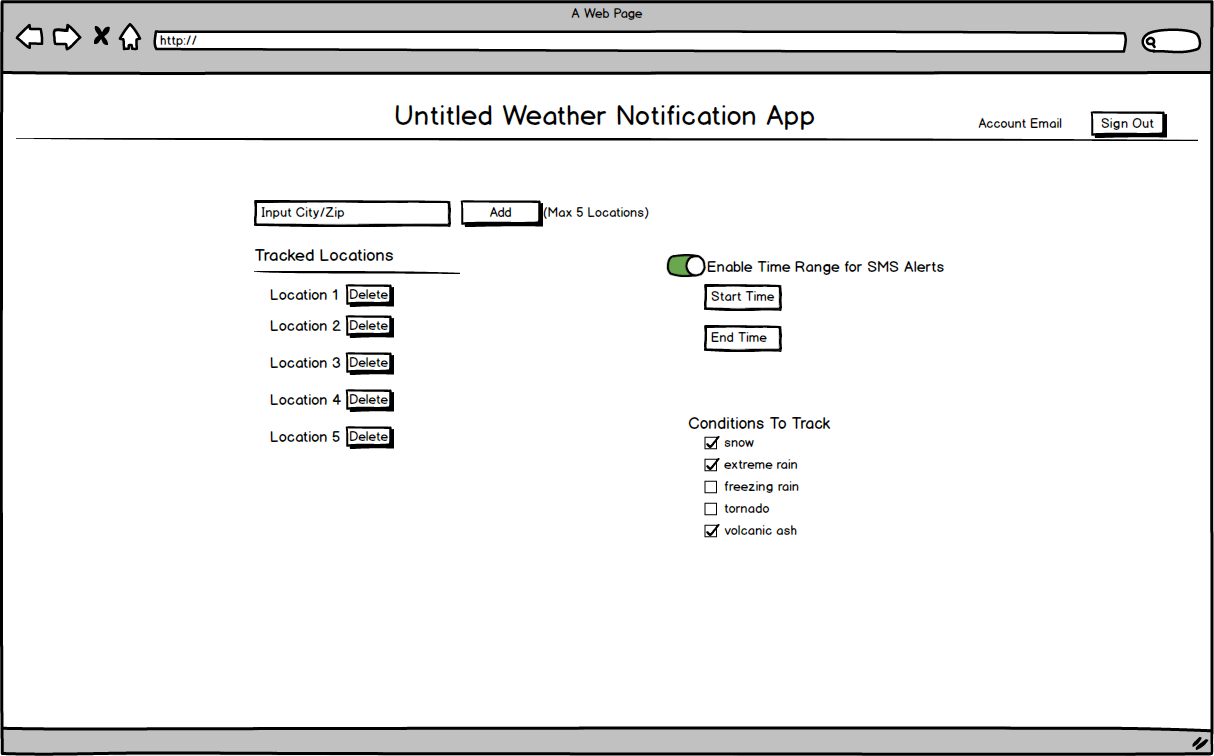 A Web Page
http://
Untitled Weather Notification App
Account Email
Sign Out
Input City/Zip
Add
(Max 5 Locations)
Tracked Locations
Location 1 Delete
Location 2 Delete
Location 3 Delete
Location 4 Delete
Location 5 Delete
Enable Time Range for SMS Alerts
Start Time
End Time
Conditions To Track
snow
extreme rain
freezing rain
tornado
volcanic ash